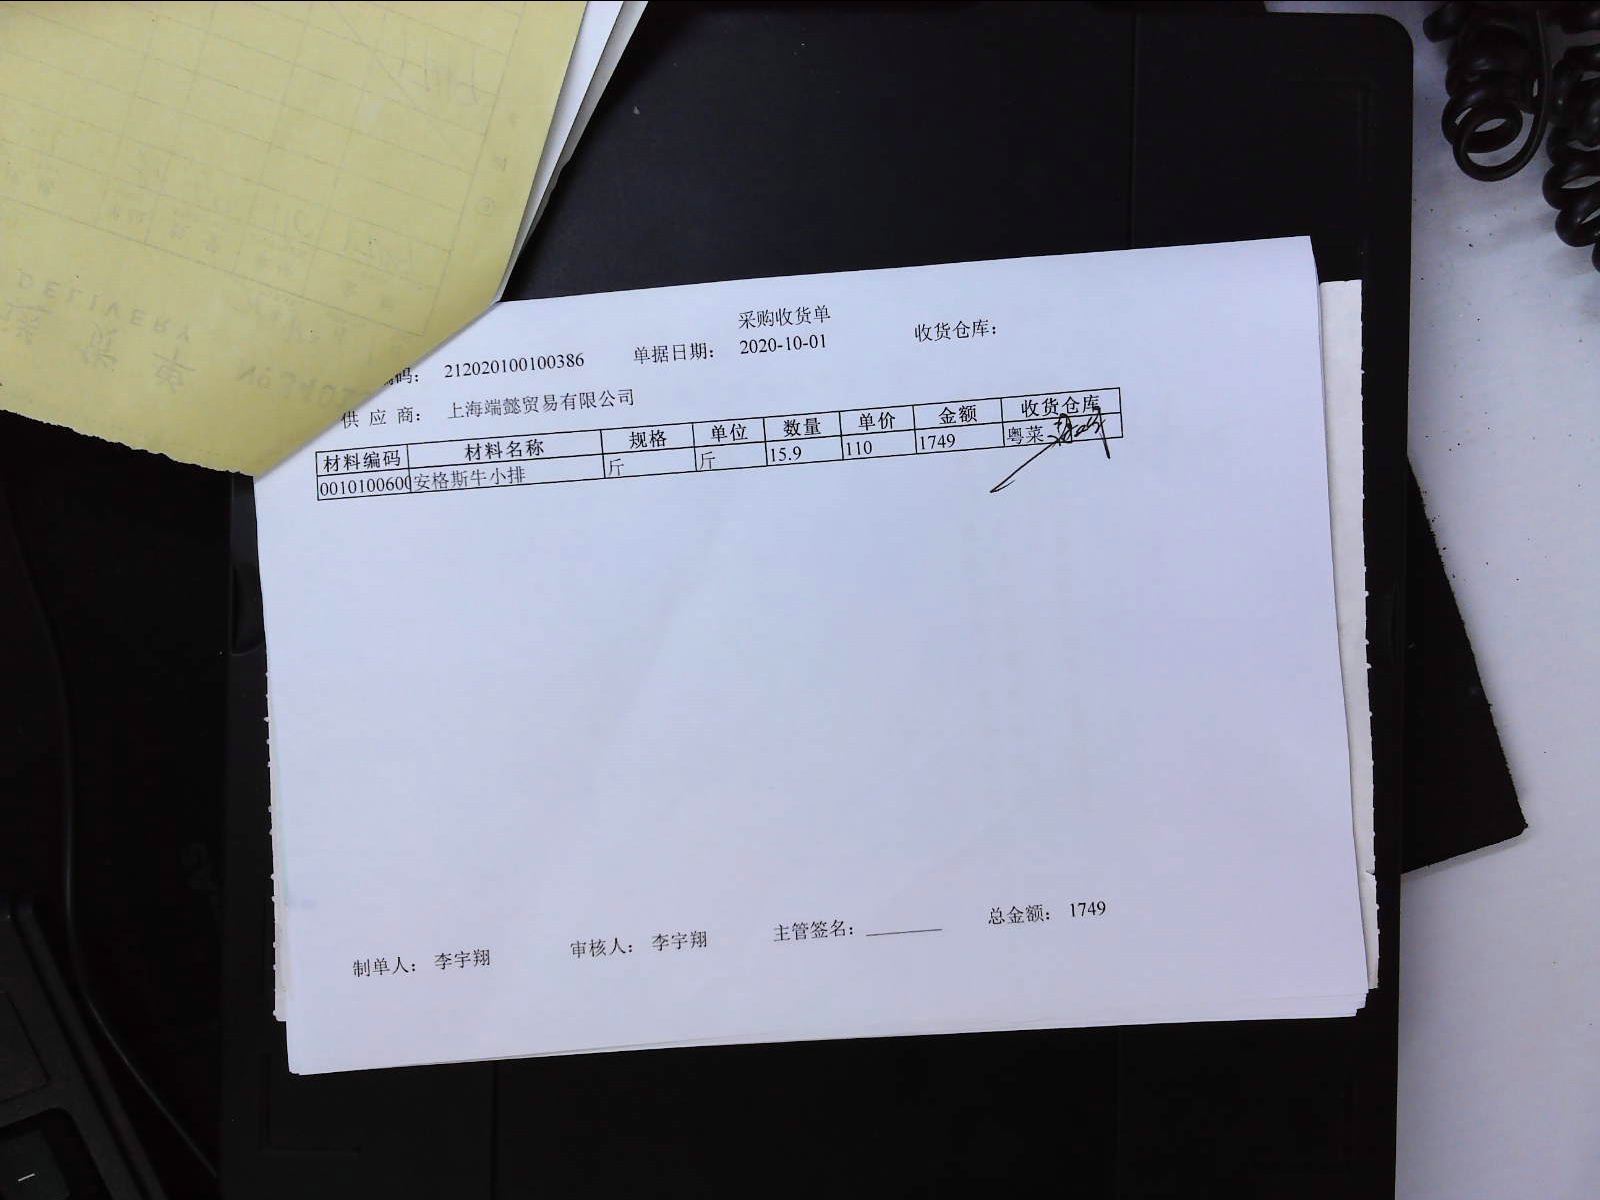 采购收货单
编码： 212020100100386 单据日期： 2020-10-01 收货仓库：
供 应 商： 上海端懿贸易有限公司
材料编码 材料名称 规格 单位 数量 单价 金额 收货仓库
0010100600 安格斯牛小排 斤 斤 15.9 110 1749 粤菜
制单人： 李宇翔 审核人： 李宇翔 主管签名： 总金额： 1749
DELIVERY